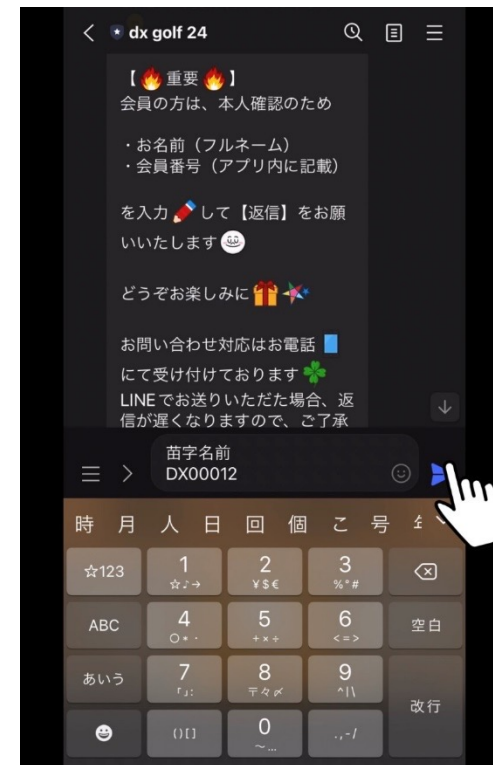 dx golf 24
【🔥重要🔥】
会員の方は、本人確認のため
・お名前（フルネーム）
・会員番号（アプリ内に記載）
を入力🖍️して【返信】をお願
いいたします
どうぞお楽しみに🎁
お問い合わせ対応はお電話📱
にて受け付けております🍀
LINEでお送りいただた場合、返
信が遅くなりますので、ご了承
苗字名前
DX00012
時 月 人 日 回 個 こ 号
☆123 1 2 3
☆♪→ ¥$€ %°#
ABC 4 5 6 空白
○*・ +×÷ <=>
あいう 7 8 9
「」: 〒々〆 ^|\
改行
()[] 0 .,-/
~…